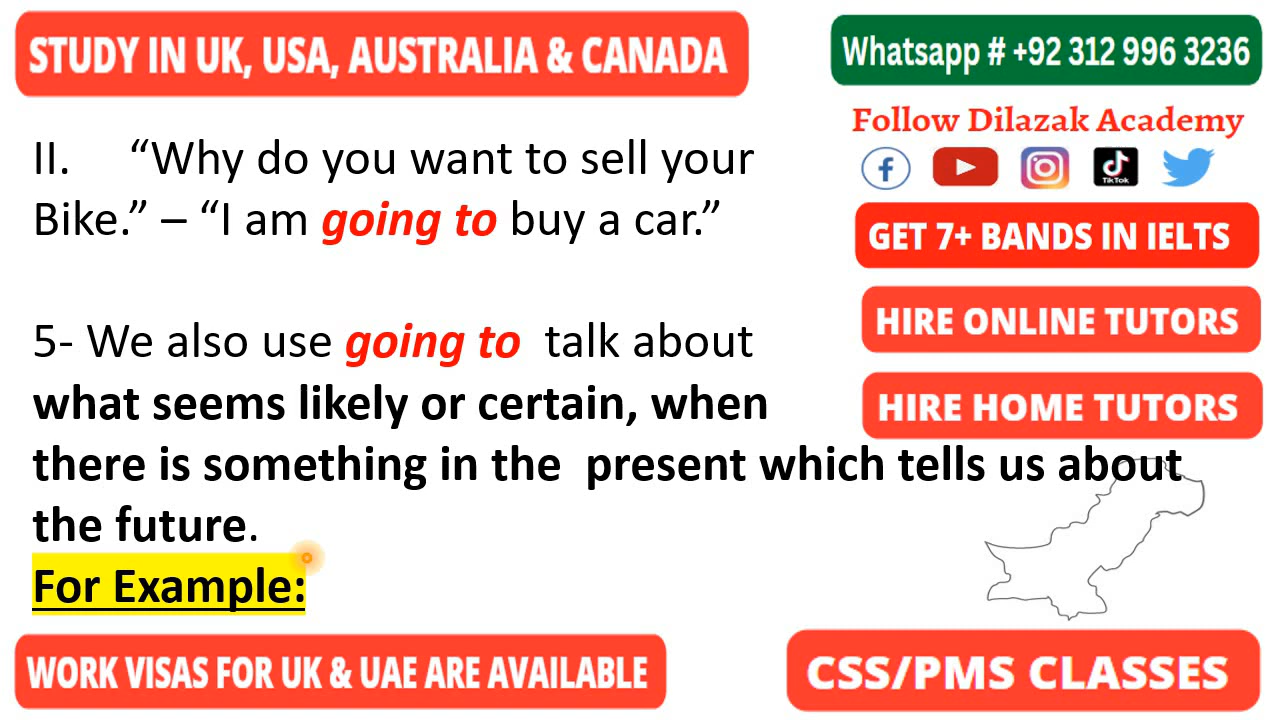 STUDY IN UK, USA, AUSTRALIA & CANADA
Whatsapp # +92 312 996 3236
Follow Dilazak Academy
TikTok
II. “Why do you want to sell your
Bike.” – “I am going to buy a car.”
GET 7+ BANDS IN IELTS
HIRE ONLINE TUTORS
5- We also use going to talk about
what seems likely or certain, when
HIRE HOME TUTORS
there is something in the present which tells us about
the future.
For Example:
WORK VISAS FOR UK & UAE ARE AVAILABLE
CSS/PMS CLASSES